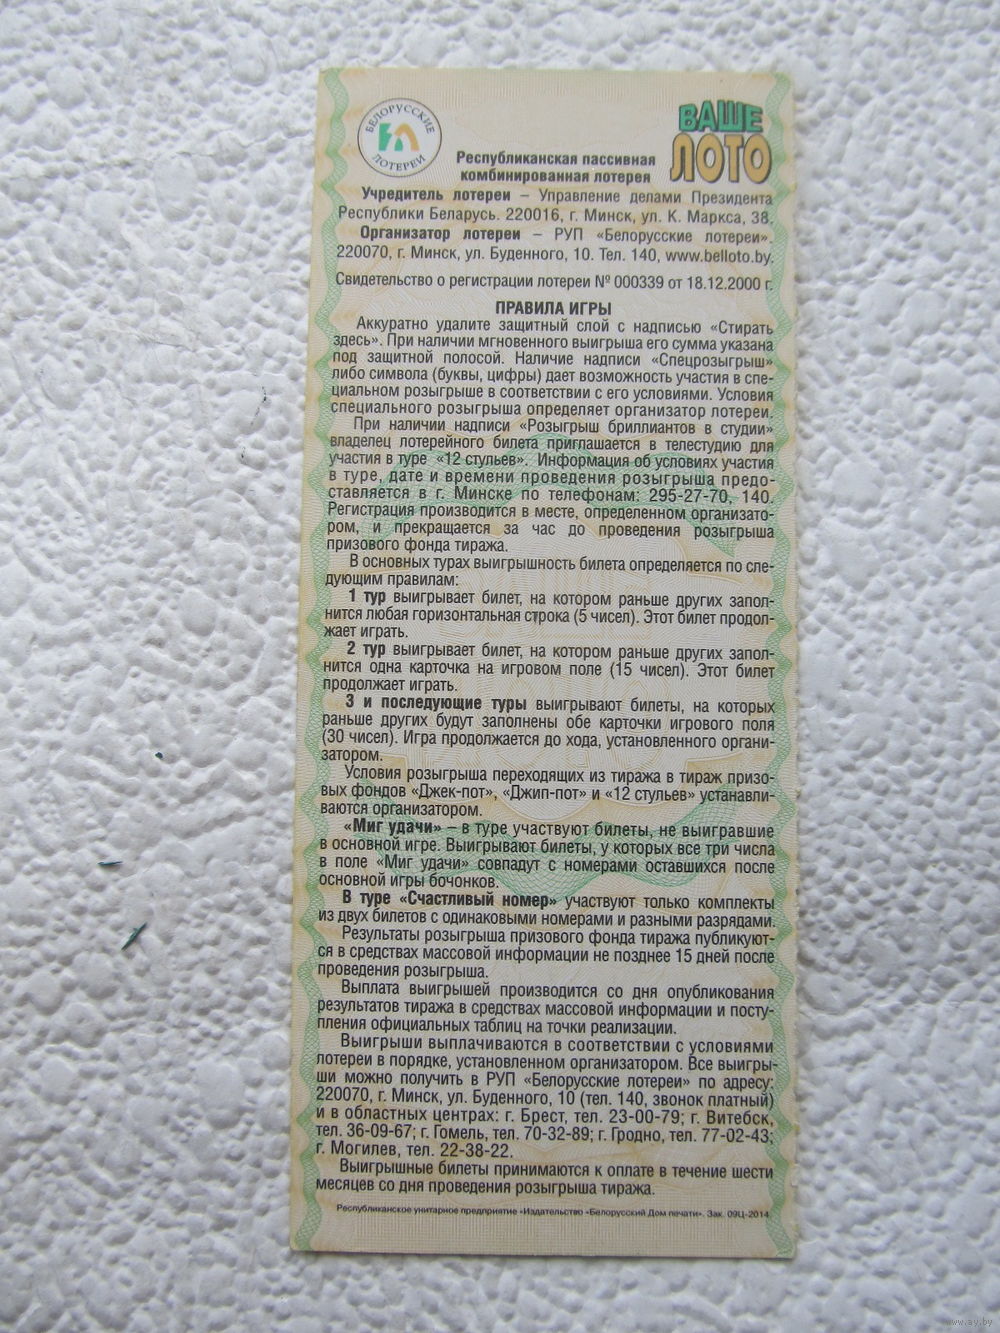 БЕЛОРУССКИЕ
ЛОТЕРЕИ
ВАШЕ
ЛОТО
Республиканская пассивная
комбинированная лотерея
Учредитель лотереи – Управление делами Президента
Республики Беларусь. 220016, г. Минск, ул. К. Маркса, 38.
Организатор лотереи – РУП «Белорусские лотереи».
220070, г. Минск, ул. Буденного, 10. Тел. 140, www.belloto.by.
Свидетельство о регистрации лотереи № 000339 от 18.12.2000 г.
ПРАВИЛА ИГРЫ
Аккуратно удалите защитный слой с надписью «Стирать
здесь». При наличии мгновенного выигрыша его сумма указана
под защитной полосой. Наличие надписи «Спецрозыгрыш»
либо символа (буквы, цифры) дает возможность участия в спе-
циальном розыгрыше в соответствии с его условиями. Условия
специального розыгрыша определяет организатор лотереи.
При наличии надписи «Розыгрыш бриллиантов в студии»
владелец лотерейного билета приглашается в телестудию для
участия в туре «12 стульев». Информация об условиях участия
в туре, дате и времени проведения розыгрыша предо-
ставляется в г. Минске по телефонам: 295-27-70, 140.
Регистрация производится в месте, определенном организато-
ром, и прекращается за час до проведения розыгрыша
призового фонда тиража.
В основных турах выигрышность билета определяется по сле-
дующим правилам:
1 тур выигрывает билет, на котором раньше других запол-
нится любая горизонтальная строка (5 чисел). Этот билет продол-
жает играть.
2 тур выигрывает билет, на котором раньше других запол-
нится одна карточка на игровом поле (15 чисел). Этот билет
продолжает играть.
3 и последующие туры выигрывают билеты, на которых
раньше других будут заполнены обе карточки игрового поля
(30 чисел). Игра продолжается до хода, установленного органи-
затором.
Условия розыгрыша переходящих из тиража в тираж призо-
вых фондов «Джек-пот», «Джип-пот» и «12 стульев» устанавли-
ваются организатором.
«Миг удачи» – в туре участвуют билеты, не выигравшие
в основной игре. Выигрывают билеты, у которых все три числа
в поле «Миг удачи» совпадут с номерами оставшихся после
основной игры бочонков.
В туре «Счастливый номер» участвуют только комплекты
из двух билетов с одинаковыми номерами и разными разрядами.
Результаты розыгрыша призового фонда тиража публикуют-
ся в средствах массовой информации не позднее 15 дней после
проведения розыгрыша.
Выплата выигрышей производится со дня опубликования
результатов тиража в средствах массовой информации и посту-
пления официальных таблиц на точки реализации.
Выигрыши выплачиваются в соответствии с условиями
лотереи в порядке, установленном организатором. Все выигры-
ши можно получить в РУП «Белорусские лотереи» по адресу:
220070, г. Минск, ул. Буденного, 10 (тел. 140, звонок платный)
и в областных центрах: г. Брест, тел. 23-00-79; г. Витебск,
тел. 36-09-67; г. Гомель, тел. 70-32-89; г. Гродно, тел. 77-02-43;
г. Могилев, тел. 22-38-22.
Выигрышные билеты принимаются к оплате в течение шести
месяцев со дня проведения розыгрыша тиража.
Республиканское унитарное предприятие «Издательство «Белорусский Дом печати». Зак. 09Ц-2014
www.ay.by